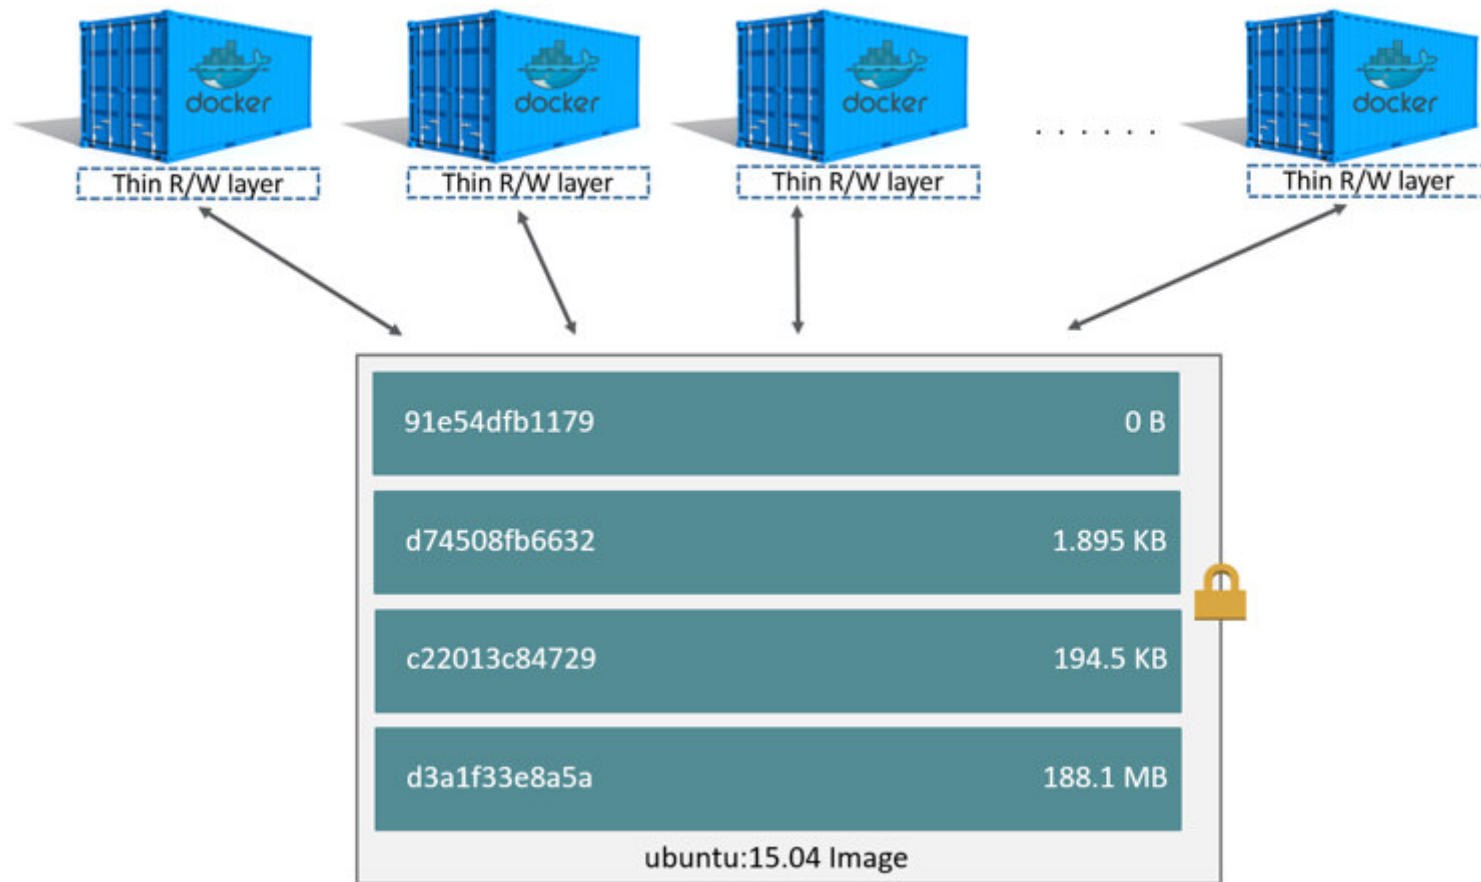 docker docker docker docker
Thin R/W layer Thin R/W layer Thin R/W layer . . . . . . Thin R/W layer
91e54dfb1179 0 B
d74508fb6632 1.895 KB
c22013c84729 194.5 KB
d3a1f33e8a5a 188.1 MB
ubuntu:15.04 Image